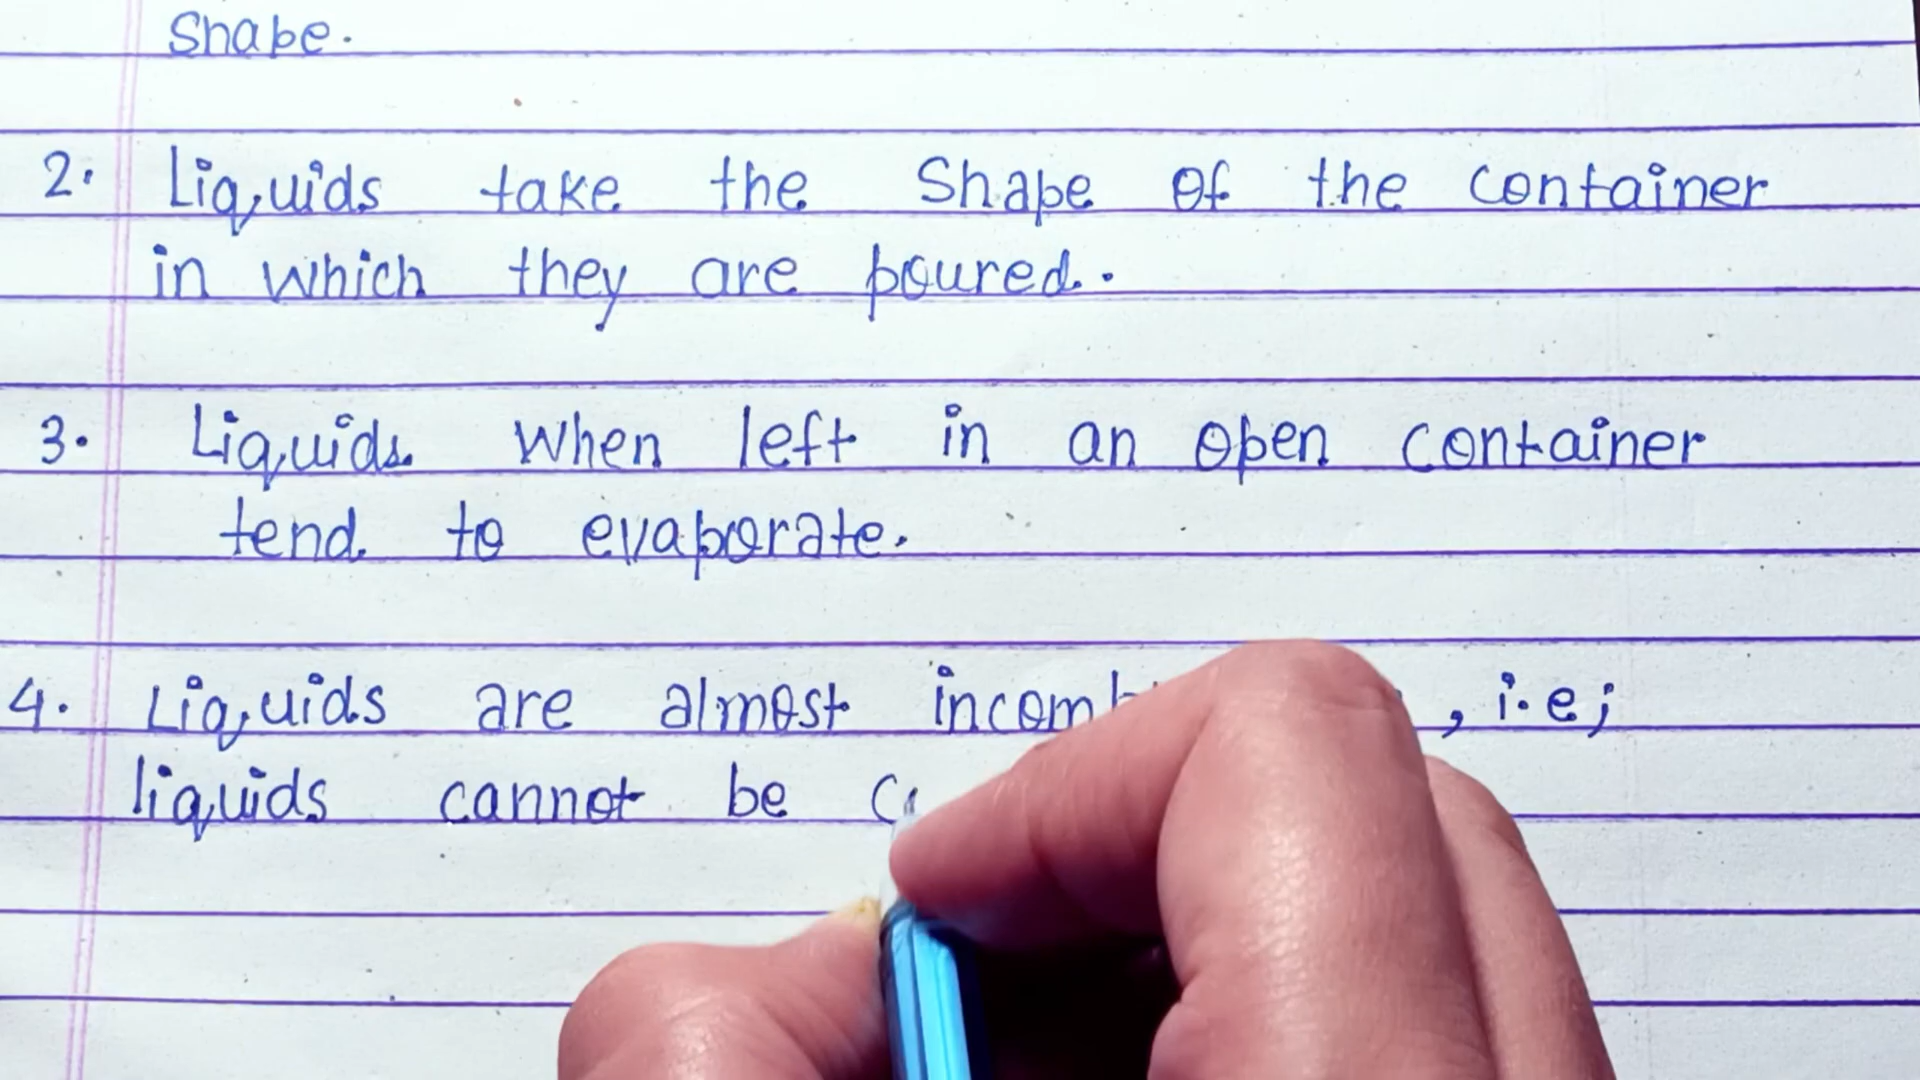 Shape.
2. Liquids take the Shape of the container
in which they are poured.
3. Liquids when left in an open container
tend to evaporate.
4. Liquids are almost , i.e;
liquids cannot be